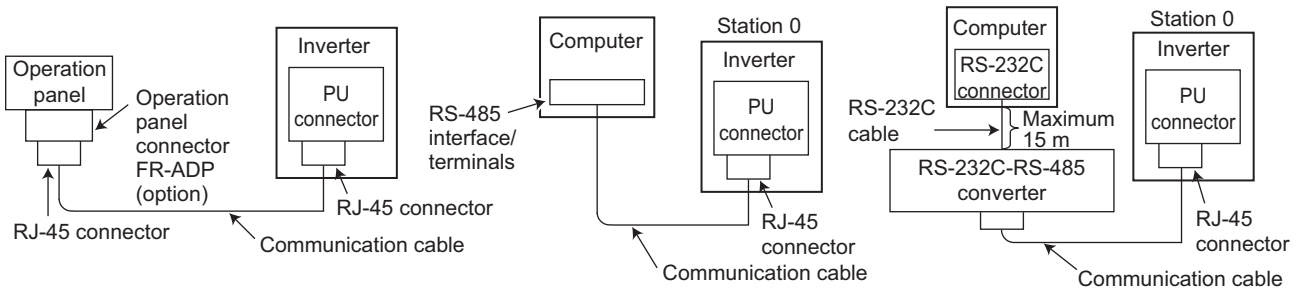 Operation
panel
Operation
panel
connector
FR-ADP
(option)
RJ-45 connector
Inverter
PU
connector
RJ-45 connector
Communication cable
Computer
RS-485
interface/
terminals
Station 0
Inverter
PU
connector
RJ-45
connector
Communication cable
Computer
RS-232C
connector
RS-232C
cable
Maximum
15 m
RS-232C-RS-485
converter
Station 0
Inverter
PU
connector
RJ-45
connector
Communication cable